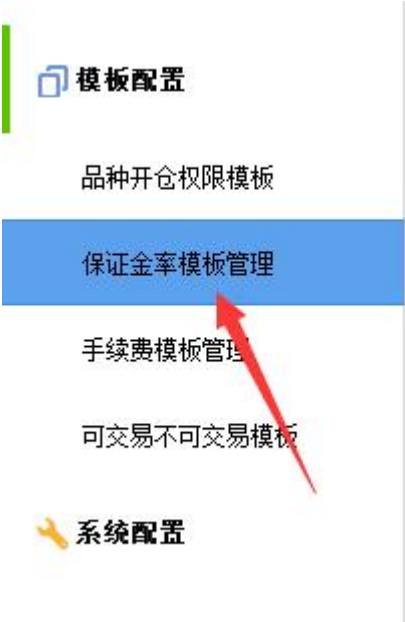 模板配置
品种开仓权限模板
保证金率模板管理
手续费模板管理
可交易不可交易模板
系统配置